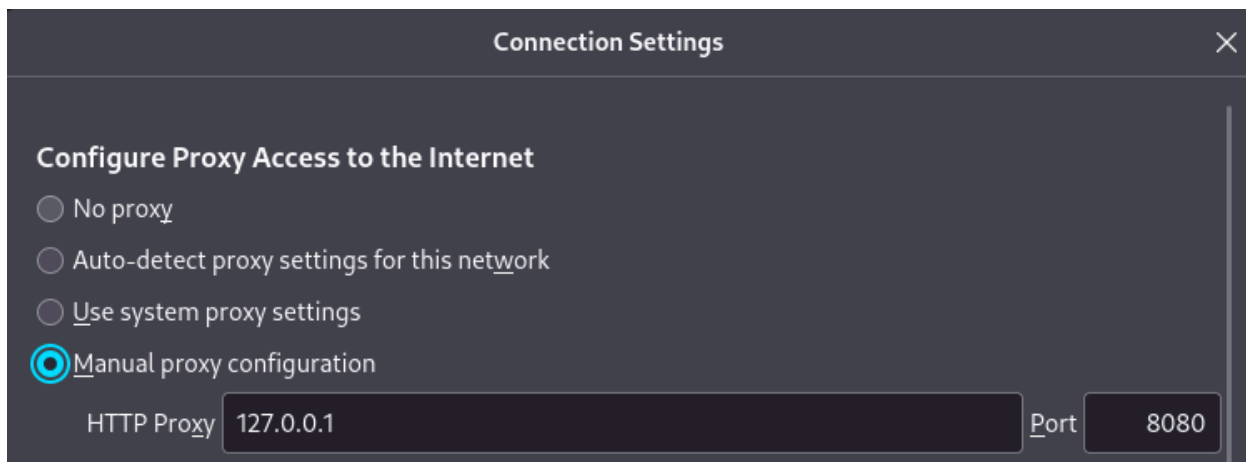 Connection Settings
Configure Proxy Access to the Internet
No proxy
Auto-detect proxy settings for this network
Use system proxy settings
Manual proxy configuration
HTTP Proxy 127.0.0.1 Port 8080